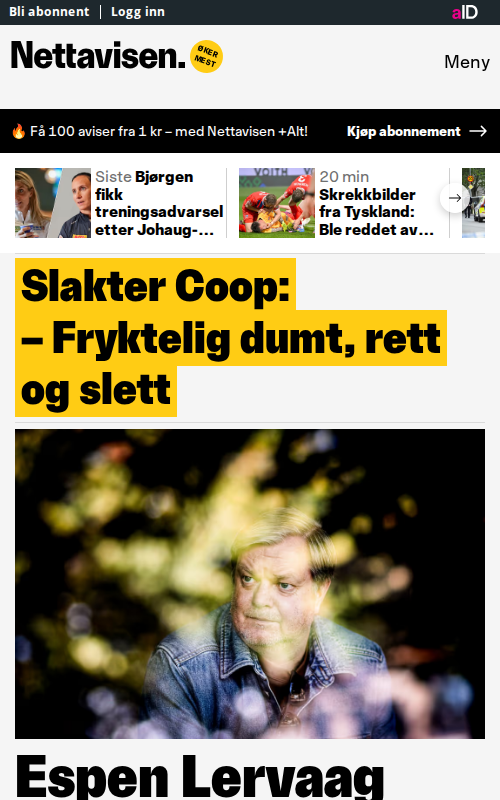 Bli abonnent
Logg inn
aID
Nettavisen.
ØKER
MEST
Meny
🔥 Få 100 aviser fra 1 kr – med Nettavisen +Alt!
Kjøp abonnement
Siste Bjørgen
fikk
treningsadvarsel
etter Johaug-...
20 min
Skrekkbilder
fra Tyskland:
Ble reddet av...
VOITH
Slakter Coop:
– Fryktelig dumt, rett
og slett
Espen Lervaag